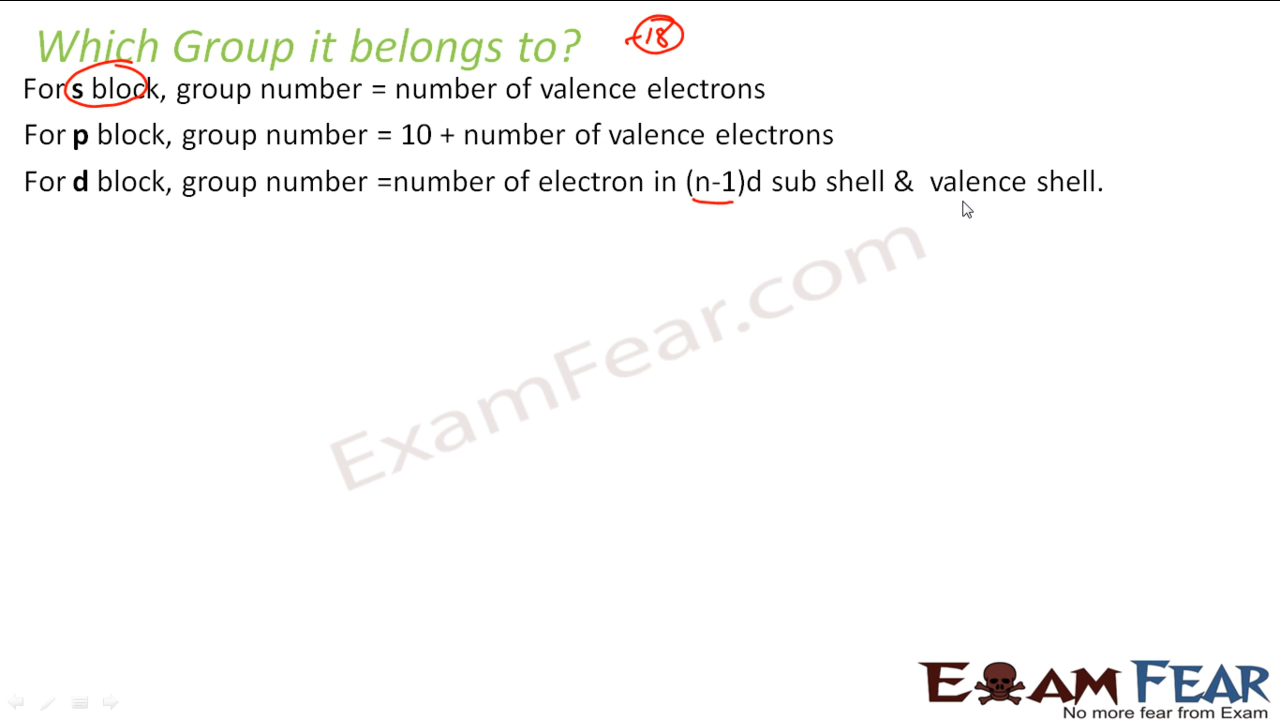 Which Group it belongs to?
-18
For s block, group number = number of valence electrons
For p block, group number = 10 + number of valence electrons
For d block, group number =number of electron in (n-1)d sub shell & valence shell.
ExamFear.com
EXAM FEAR
No more fear from Exam